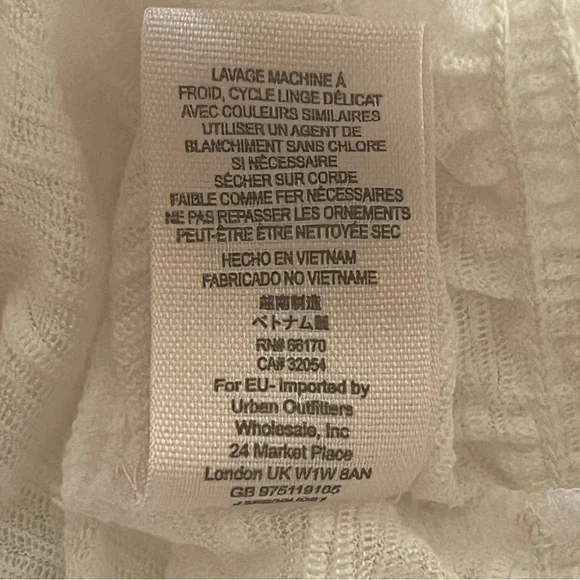 LAVAGE MACHINE À
FROID, CYCLE LINGE DÉLICAT
AVEC COULEURS SIMILAIRES
UTILISER UN AGENT DE
BLANCHIMENT SANS CHLORE
SI NÉCESSAIRE
SÉCHER SUR CORDE
FAIBLE COMME FER NÉCESSAIRES
NE PAS REPASSER LES ORNEMENTS
PEUT-ÊTRE ÊTRE NETTOYÉE SEC
HECHO EN VIETNAM
FABRICADO NO VIETNAME
越南制造
ベトナム製
RN# 66170
CA# 32054
For EU- Imported by
Urban Outfitters
Wholesale, Inc
24 Market Place
London UK W1W 8AN
GB 975119165